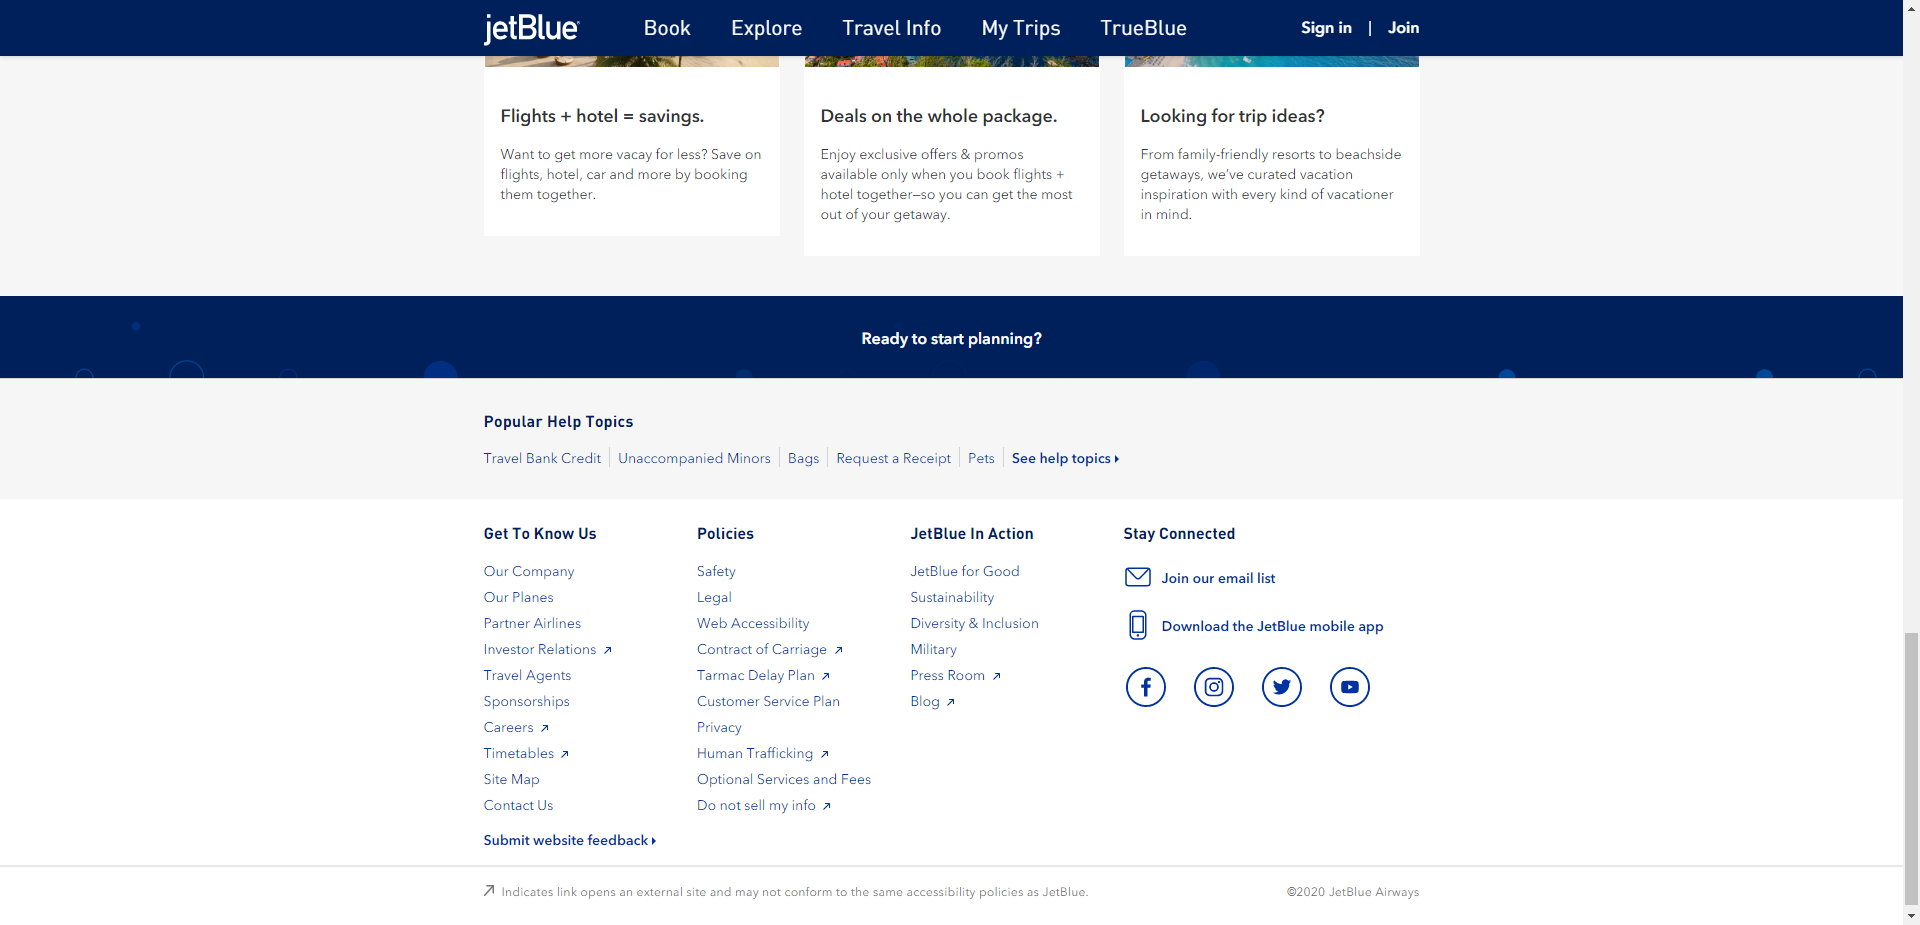 jetBlue
Book
Explore
Travel Info
My Trips
TrueBlue
Sign in | Join
Flights + hotel = savings.
Want to get more vacay for less? Save on
flights, hotel, car and more by booking
them together.
Deals on the whole package.
Enjoy exclusive offers & promos
available only when you book flights +
hotel together—so you can get the most
out of your getaway.
Looking for trip ideas?
From family-friendly resorts to beachside
getaways, we've curated vacation
inspiration with every kind of vacationer
in mind.
Ready to start planning?
Popular Help Topics
Travel Bank Credit
Unaccompanied Minors
Bags
Request a Receipt
Pets
See help topics
Get To Know Us
Our Company
Our Planes
Partner Airlines
Investor Relations
Travel Agents
Sponsorships
Careers
Timetables
Site Map
Contact Us
Submit website feedback
Policies
Safety
Legal
Web Accessibility
Contract of Carriage
Tarmac Delay Plan
Customer Service Plan
Privacy
Human Trafficking
Optional Services and Fees
Do not sell my info
JetBlue In Action
JetBlue for Good
Sustainability
Diversity & Inclusion
Military
Press Room
Blog
Stay Connected
Join our email list
Download the JetBlue mobile app
Indicates link opens an external site and may not conform to the same accessibility policies as JetBlue.
©2020 JetBlue Airways